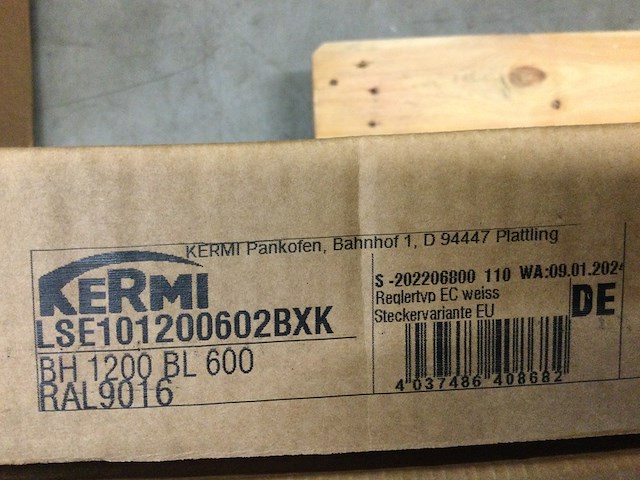 KERMI Pankofen, Bahnhof 1, D 94447 Plattling
KERMI
LSE101200602BXK
BH 1200 BL 600
RAL9016
S -202206800 110 WA:09.01.2024
Reglertyp EC weiss
Steckervariante EU
DE
4 037486 408682